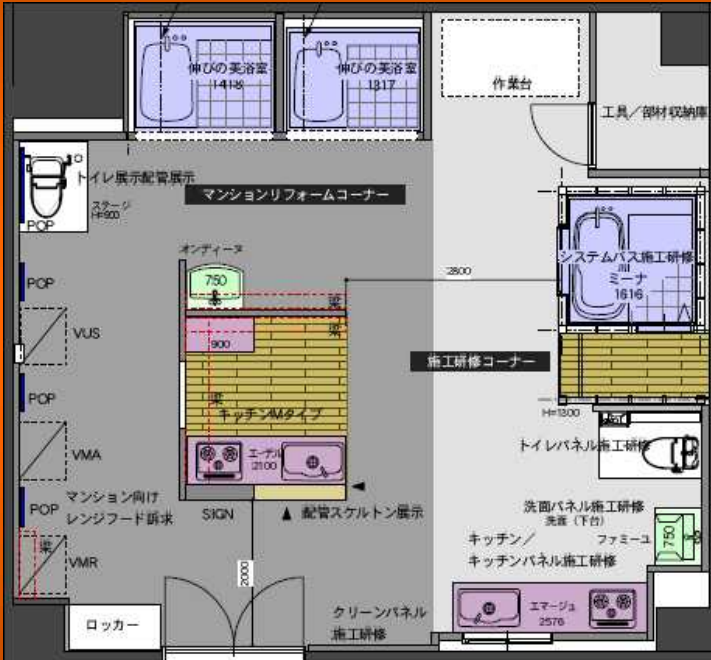 伸びの美浴室
1418
伸びの美浴室
1317
作業台
工具／部材収納庫
トイレ展示配管展示
ステージ
H=900
POP
マンションリフォームコーナー
オンディーヌ
750
2800
システムバス施工研修
ミーナ
1616
POP
VUS
梁
梁
900
施工研修コーナー
POP
梁
キッチンMタイプ
H=1300
トイレパネル施工研修
VMA
エーデル
2100
マンション向け
レンジフード訴求
POP
SIGN
配管スケルトン展示
洗面パネル施工研修
洗面（下台）
ファミーユ
750
キッチン／
キッチンパネル施工研修
梁
VMR
2000
ロッカー
クリーンパネル
施工研修
エマージュ
2576